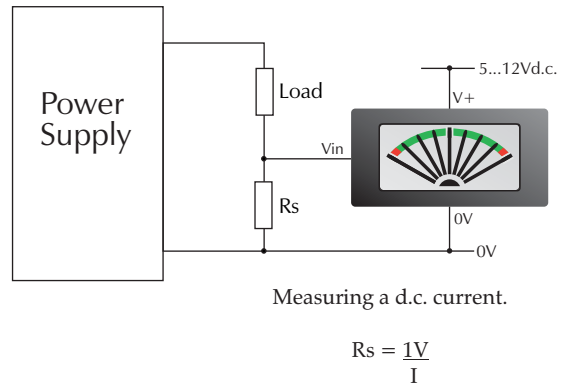 Power
Supply
Load
Rs
Vin
5...12Vd.c.
V+
0V
0V
Measuring a d.c. current.
Rs = 1V
I